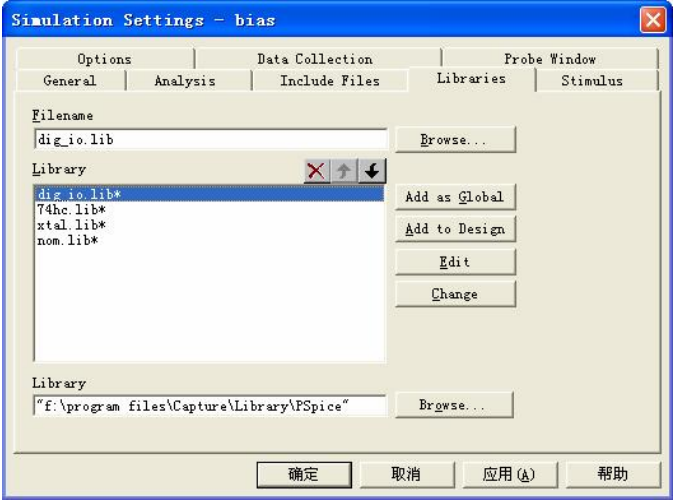 Simulation Settings - bias
Options Data Collection Probe Window
General Analysis Include Files Libraries Stimulus
Filename
dig_io.lib Browse...
Library
dig_io.lib*
74hc.lib*
xtal.lib*
nom.lib*
Add as Global
Add to Design
Edit
Change
Library
"f:\program files\Capture\Library\PSpice" Browse...
确定 取消 应用(A) 帮助